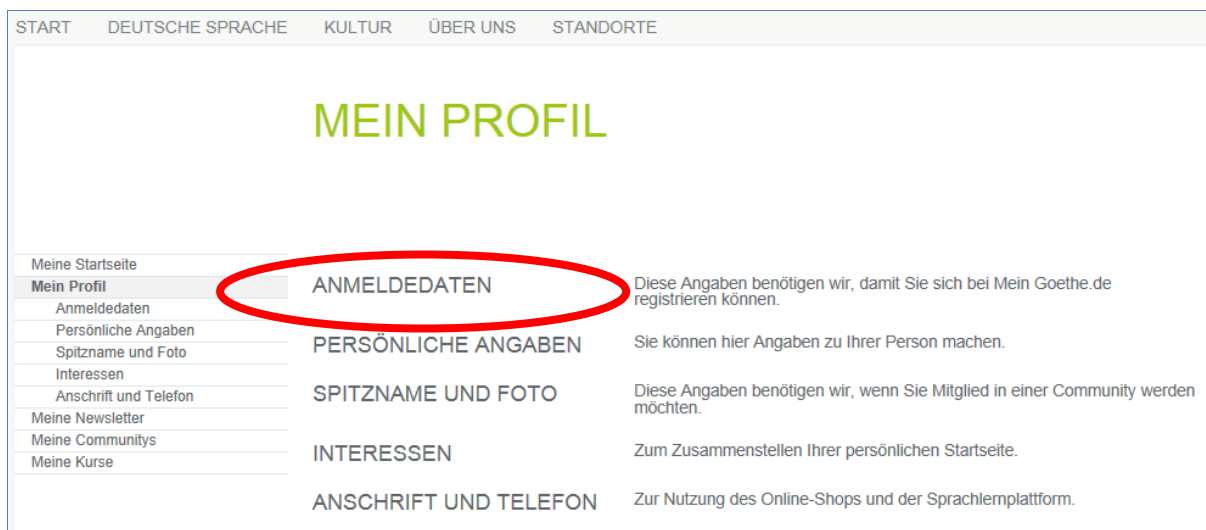 START DEUTSCHE SPRACHE KULTUR ÜBER UNS STANDORTE
MEIN PROFIL
Meine Startseite
Mein Profil
Anmeldedaten
Persönliche Angaben
Spitzname und Foto
Interessen
Anschrift und Telefon
Meine Newsletter
Meine Communitys
Meine Kurse
ANMELDEDATEN
Diese Angaben benötigen wir, damit Sie sich bei Mein Goethe.de
registrieren können.
PERSÖNLICHE ANGABEN
Sie können hier Angaben zu Ihrer Person machen.
SPITZNAME UND FOTO
Diese Angaben benötigen wir, wenn Sie Mitglied in einer Community werden
möchten.
INTERESSEN
Zum Zusammenstellen Ihrer persönlichen Startseite.
ANSCHRIFT UND TELEFON
Zur Nutzung des Online-Shops und der Sprachlernplattform.